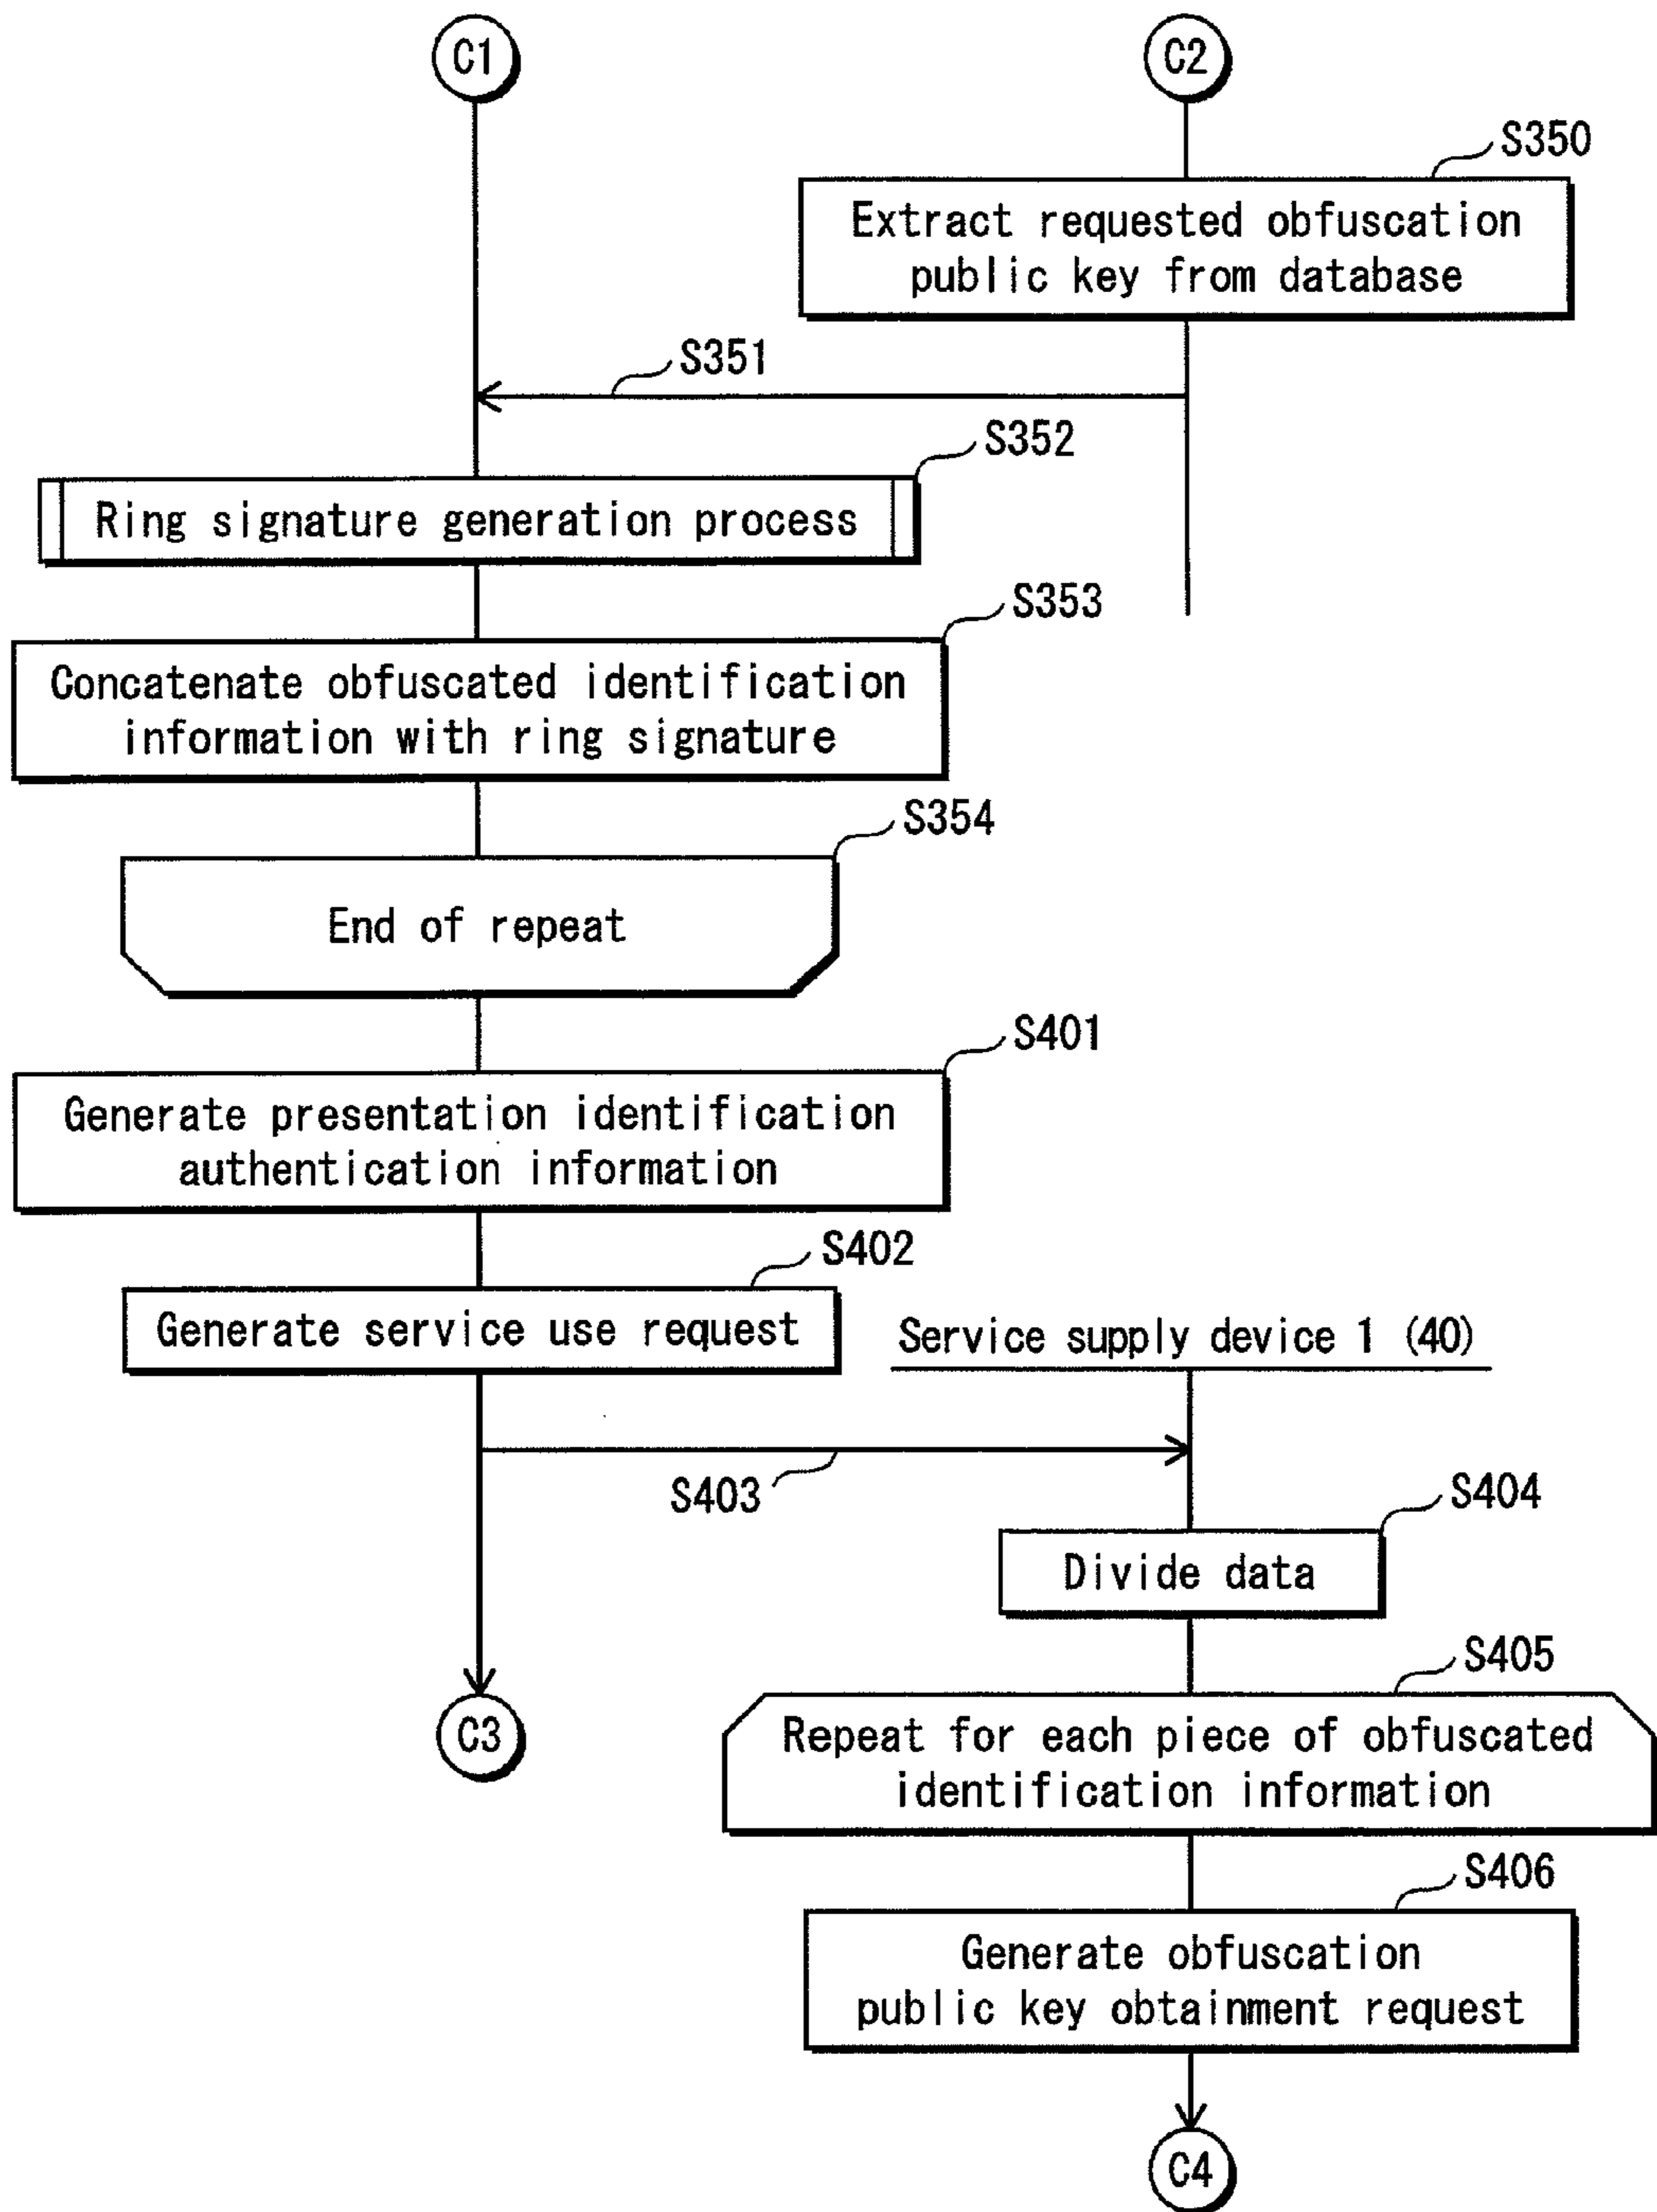 C1
C2
S350
Extract requested obfuscation
public key from database
S351
S352
Ring signature generation process
S353
Concatenate obfuscated identification
information with ring signature
S354
End of repeat
S401
Generate presentation identification
authentication information
S402
Generate service use request
Service supply device 1 (40)
S403
S404
Divide data
S405
C3
Repeat for each piece of obfuscated
identification information
S406
Generate obfuscation
public key obtainment request
C4